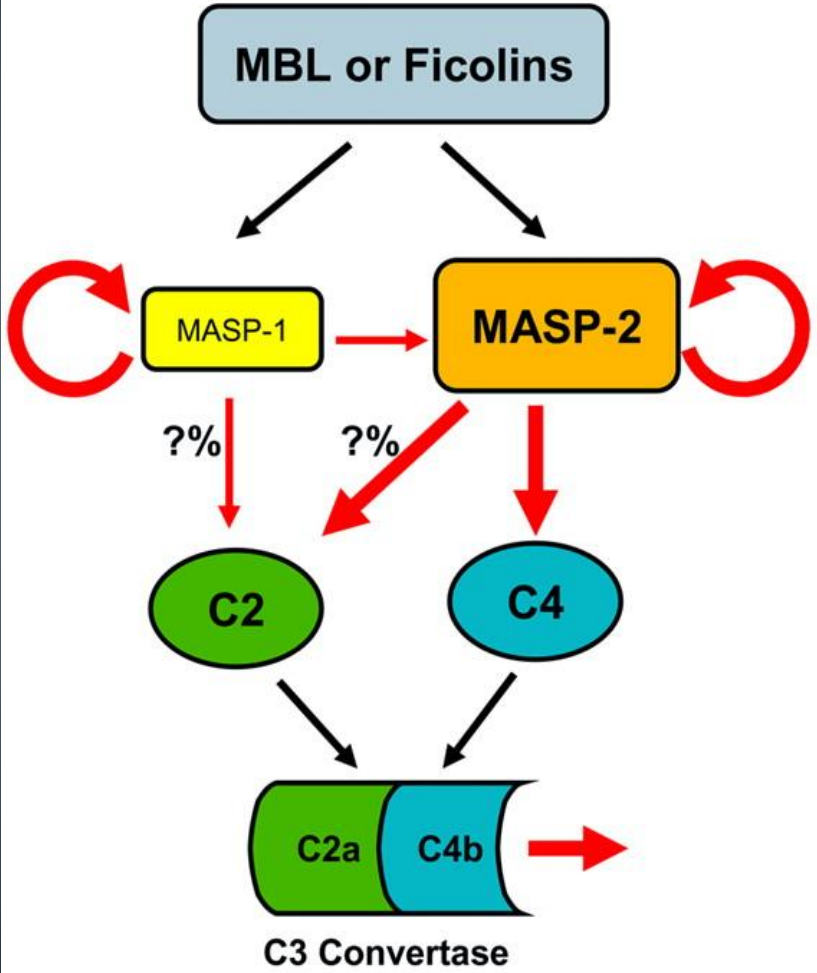 MBL or Ficolins
MASP-1
MASP-2
?%
?%
C2
C4
C2a
C4b
C3 Convertase